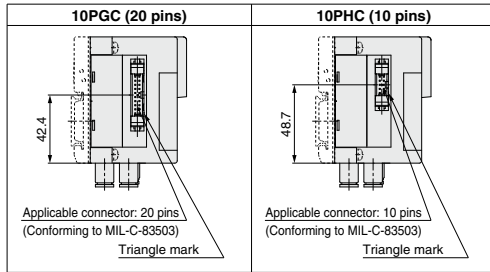 10PGC (20 pins)
42.4
Applicable connector: 20 pins
(Conforming to MIL-C-83503)
Triangle mark
10PHC (10 pins)
48.7
Applicable connector: 10 pins
(Conforming to MIL-C-83503)
Triangle mark